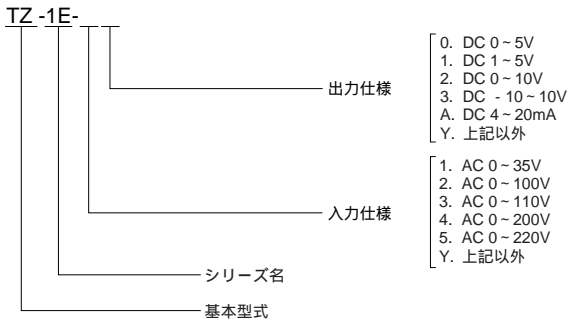 TZ -1E-
0. DC 0~5V
1. DC 1~5V
出力仕様
2. DC 0~10V
3. DC -10~10V
A. DC 4~20mA
Y. 上記以外
1. AC 0~35V
2. AC 0~100V
入力仕様
3. AC 0~110V
4. AC 0~200V
5. AC 0~220V
Y. 上記以外
シリーズ名
基本型式